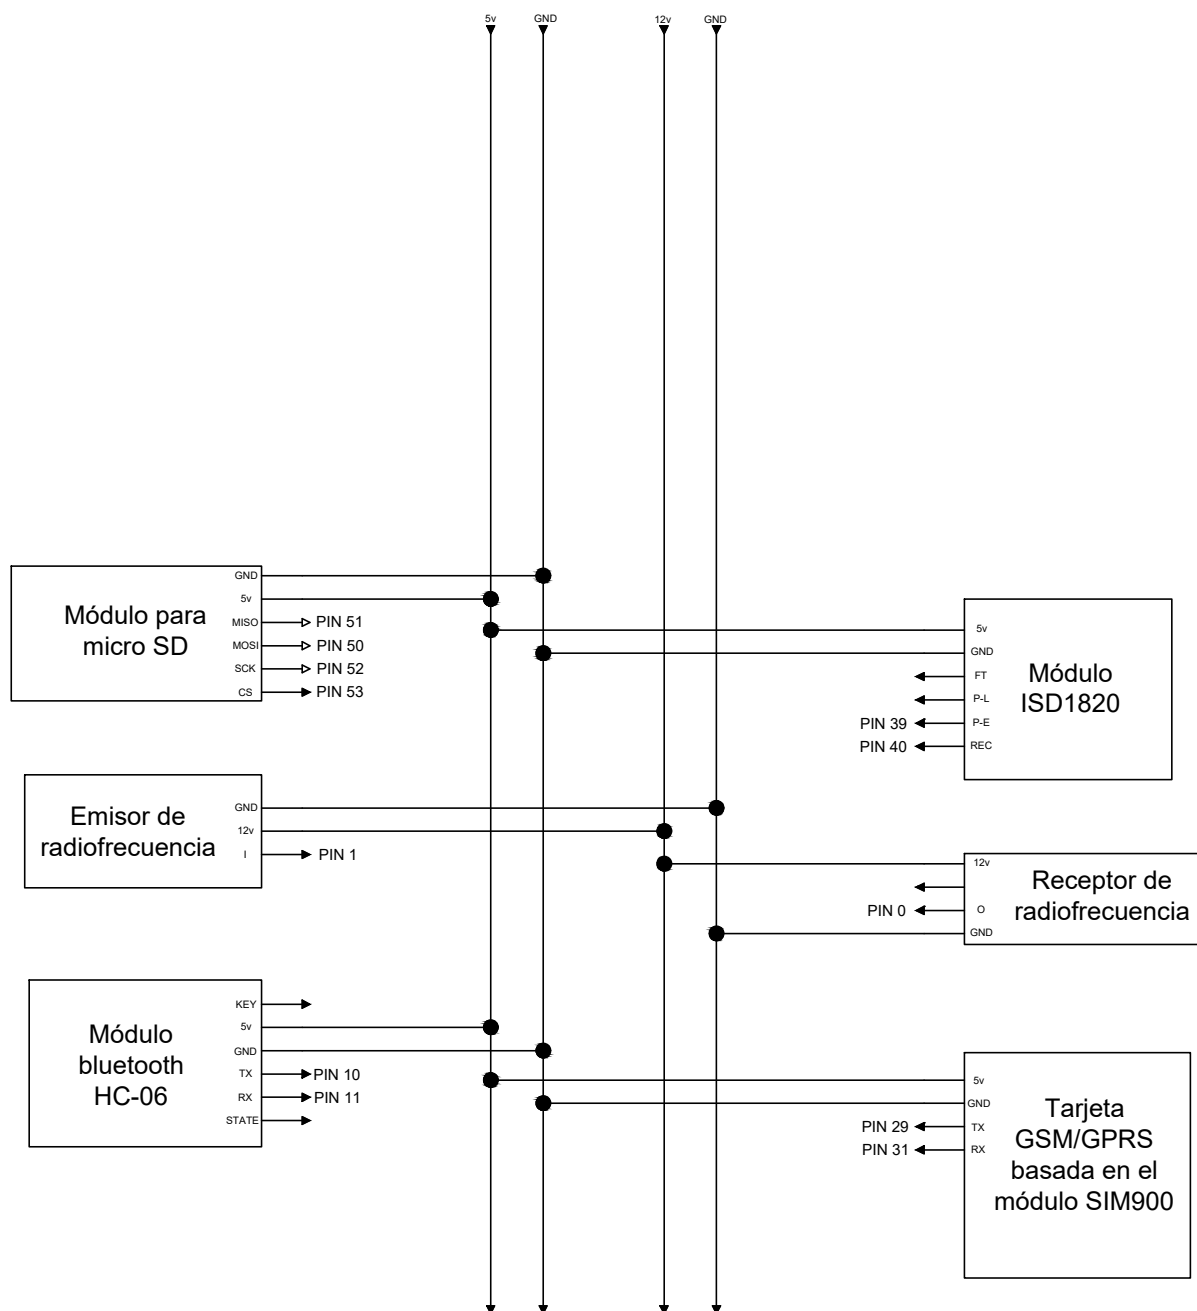 5v
GND
12v
GND
GND
5v
MISO
MOSI
SCK
CS
PIN 51
PIN 50
PIN 52
PIN 53
Módulo para
micro SD
5v
GND
FT
P-L
P-E
REC
PIN 39
PIN 40
Módulo
ISD1820
Emisor de
radiofrecuencia
GND
12v
I
PIN 1
12v
O
GND
PIN 0
Receptor de
radiofrecuencia
Módulo
bluetooth
HC-06
KEY
5v
GND
TX
RX
STATE
PIN 10
PIN 11
5v
GND
TX
RX
PIN 29
PIN 31
Tarjeta
GSM/GPRS
basada en el
módulo SIM900